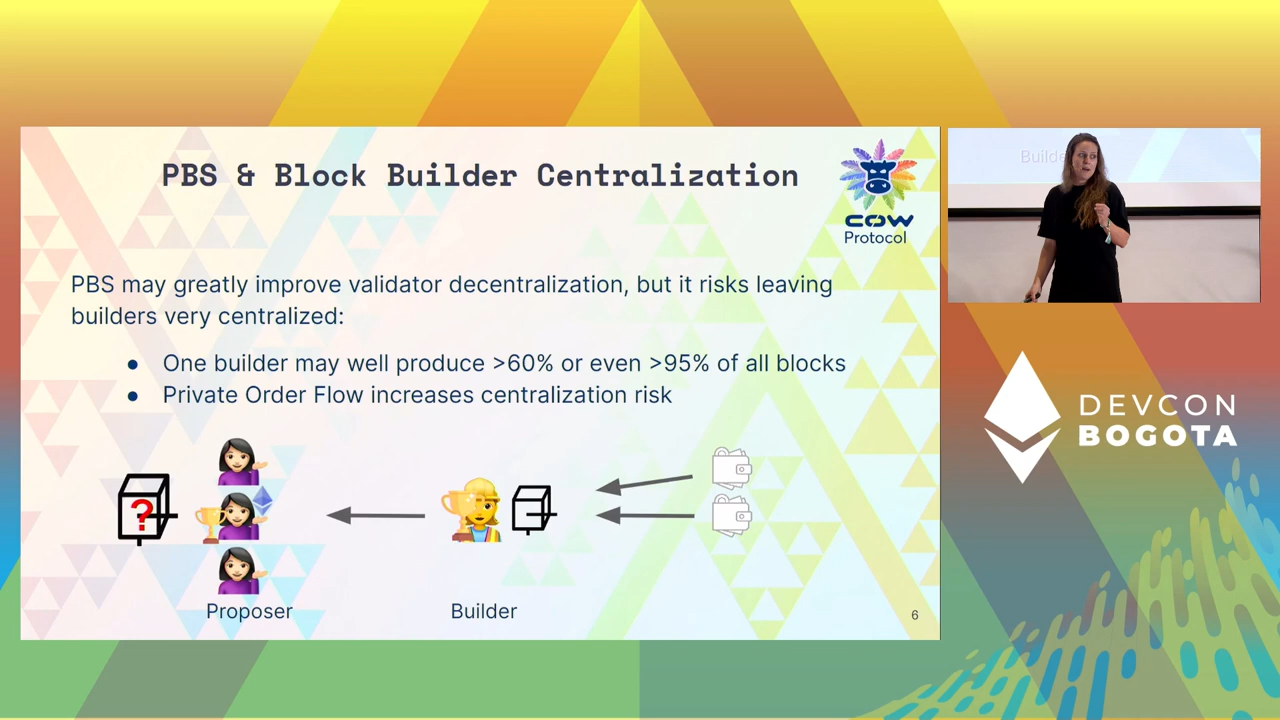 PBS & Block Builder Centralization
COW
Protocol
PBS may greatly improve validator decentralization, but it risks leaving
builders very centralized:
● One builder may well produce >60% or even >95% of all blocks
● Private Order Flow increases centralization risk
?
Proposer
Builder
6
Builde
DEVCON
BOGOTA